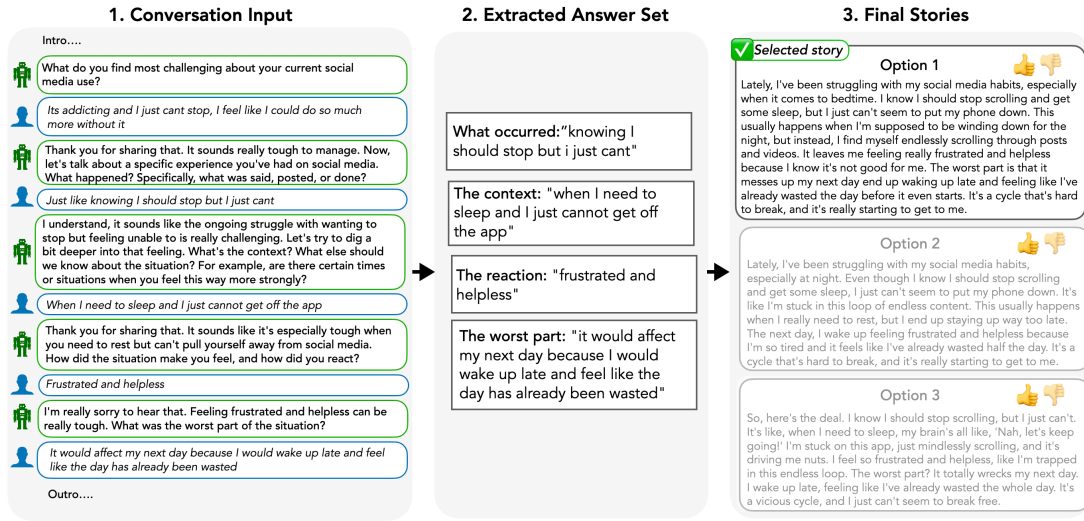 1. Conversation Input
Intro....
What do you find most challenging about your current social
media use?
Its addicting and I just cant stop, I feel like I could do so much
more without it
Thank you for sharing that. It sounds really tough to manage. Now,
let's talk about a specific experience you've had on social media.
What happened? Specifically, what was said, posted, or done?
Just like knowing I should stop but I just cant
I understand, it sounds like the ongoing struggle with wanting to
stop but feeling unable to is really challenging. Let's try to dig a
bit deeper into that feeling. What's the context? What else should
we know about the situation? For example, are there certain times
or situations when you feel this way more strongly?
When I need to sleep and I just cannot get off the app
Thank you for sharing that. It sounds like it's especially tough when
you need to rest but can't pull yourself away from social media.
How did the situation make you feel, and how did you react?
Frustrated and helpless
I'm really sorry to hear that. Feeling frustrated and helpless can be
really tough. What was the worst part of the situation?
It would affect my next day because I would wake up late and feel
like the day has already been wasted
Outro....
2. Extracted Answer Set
What occurred:"knowing I
should stop but i just cant"
The context: "when I need to
sleep and I just cannot get off
the app"
The reaction: "frustrated and
helpless"
The worst part: "it would affect
my next day because I would
wake up late and feel like the
day has already been wasted"
3. Final Stories
Selected story
Option 1
Lately, I've been struggling with my social media habits, especially
when it comes to bedtime. I know I should stop scrolling and get
some sleep, but I just can't seem to put my phone down. This
usually happens when I'm supposed to be winding down for the
night, but instead, I find myself endlessly scrolling through posts
and videos. It leaves me feeling really frustrated and helpless
because I know it's not good for me. The worst part is that it
messes up my next day end up waking up late and feeling like I've
already wasted the day before it even starts. It's a cycle that's hard
to break, and it's really starting to get to me.
Option 2
Lately, I've been struggling with my social media habits,
especially at night. Even though I know I should stop scrolling
and get some sleep, I just can't seem to put my phone down. It's
like I'm stuck in this loop of endless content. This usually happens
when I really need to rest, but I end up staying up way too late.
The next day, I wake up feeling frustrated and helpless because
I'm so tired and it feels like I've already wasted half the day. It's a
cycle that's hard to break, and it's really starting to get to me.
Option 3
So, here's the deal. I know I should stop scrolling, but I just can't.
It's like, when I need to sleep, my brain's all like, 'Nah, let's keep
going!' I'm stuck on this app, just mindlessly scrolling, and it's
driving me nuts. I feel so frustrated and helpless, like I'm trapped
in this endless loop. The worst part? It totally wrecks my next day.
I wake up late, feeling like I've already wasted the whole day. It's
a vicious cycle, and I just can't seem to break free.